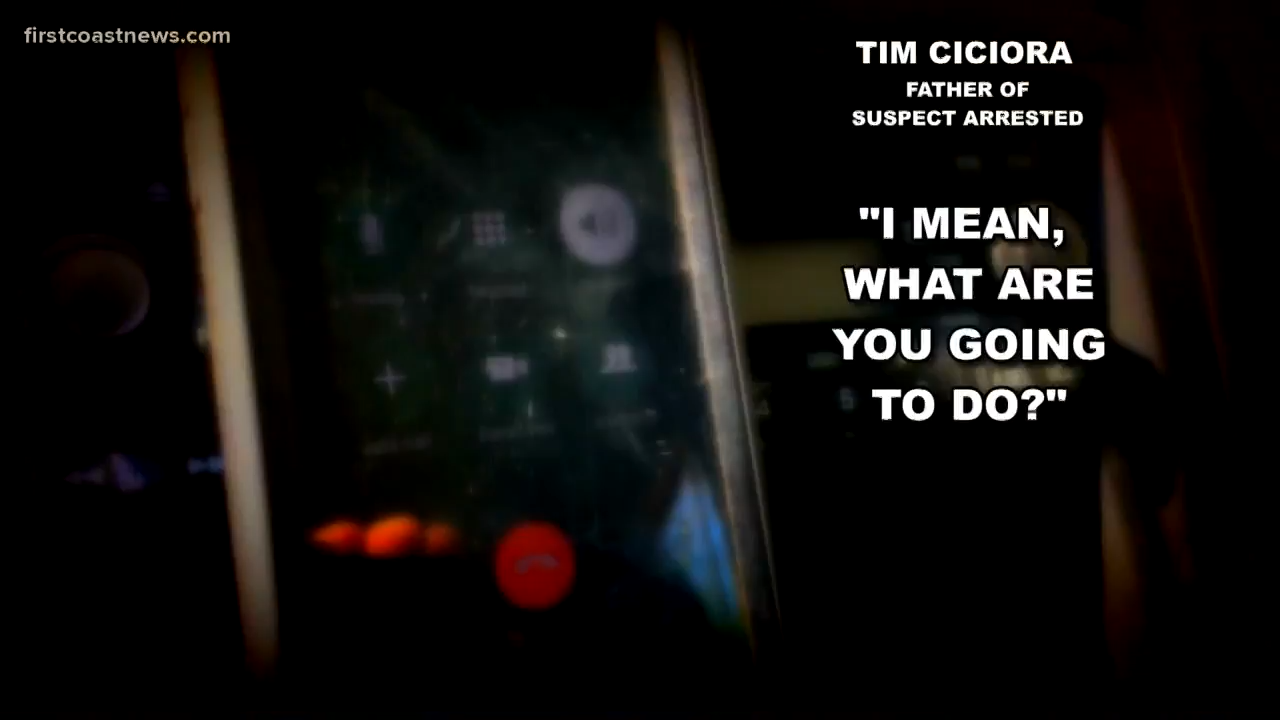 firstcoastnews.com
TIM CICIORA
FATHER OF
SUSPECT ARRESTED
"I MEAN,
WHAT ARE
YOU GOING
TO DO?"